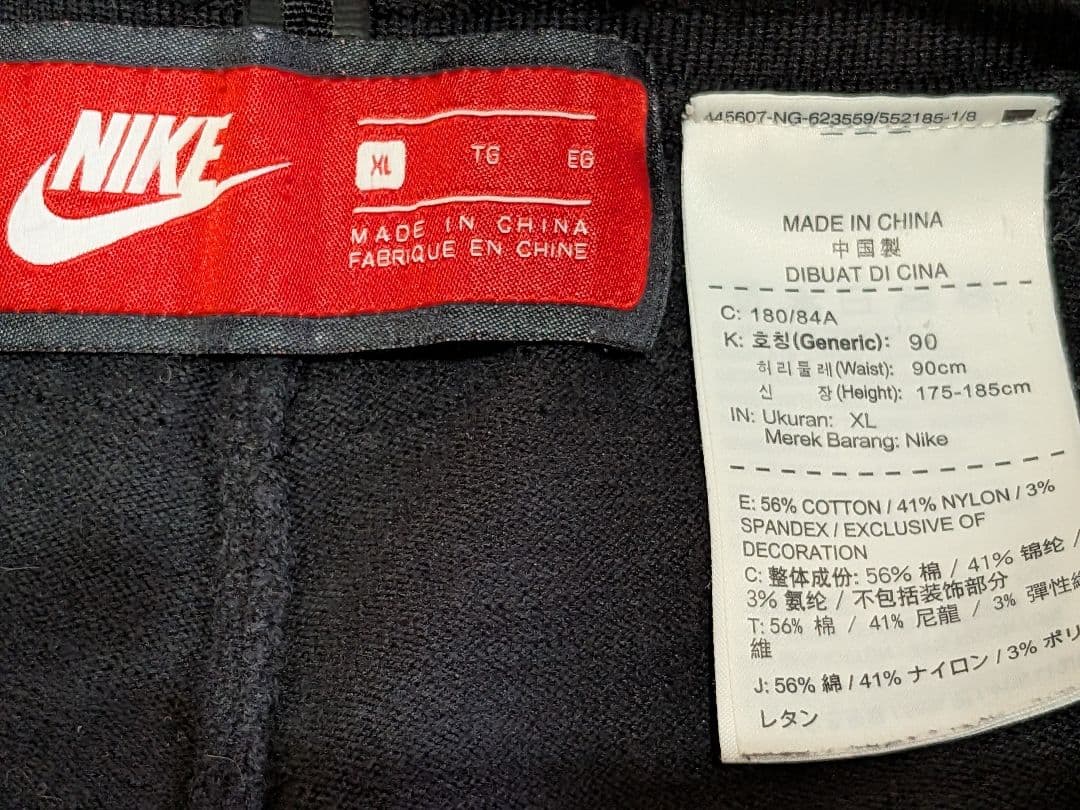 NIKE
XL TG EG
MADE IN CHINA
FABRIQUE EN CHINE
445607-NG-623559/552185-1/8
MADE IN CHINA
中国製
DIBUAT DI CINA
C: 180/84A
K: 호칭(Generic): 90
허리둘레(Waist): 90cm
신 장(Height): 175-185cm
IN: Ukuran: XL
Merek Barang: Nike
E: 56% COTTON / 41% NYLON / 3%
SPANDEX / EXCLUSIVE OF
DECORATION
C: 整体成份: 56% 棉 / 41% 锦纶 /
3% 氨纶 / 不包括装饰部分
T: 56% 棉 / 41% 尼龍 / 3% 彈性纖
維
J: 56% 綿 / 41% ナイロン / 3% ポリ
レタン